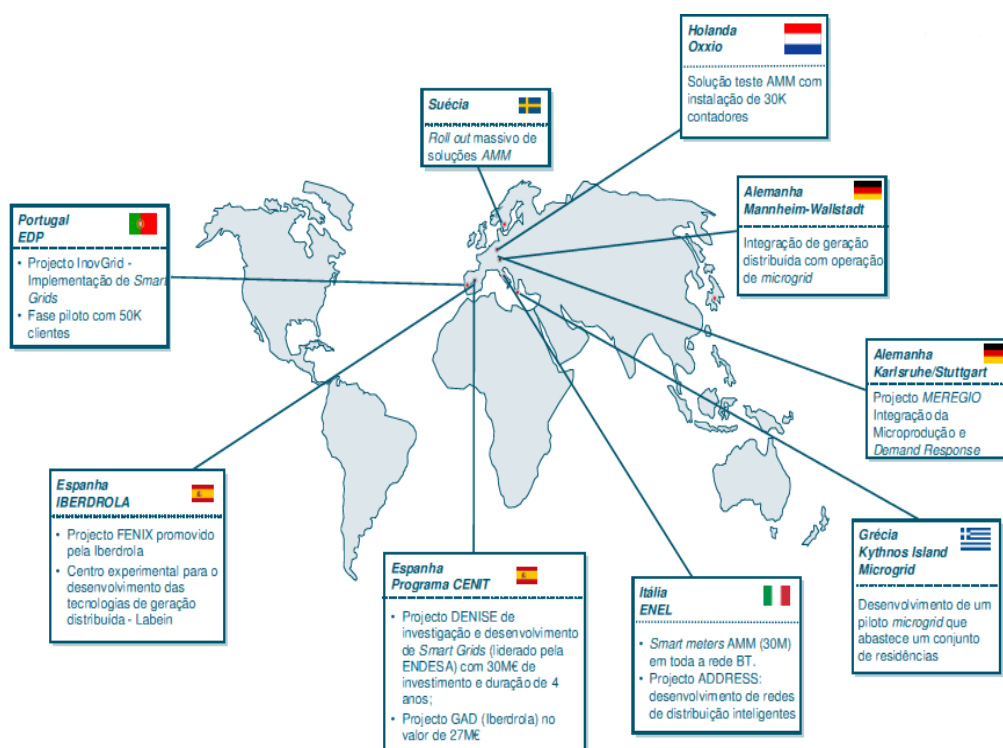 Holanda
Oxxio
Solução teste AMM com
instalação de 30K
contadores
Suécia
Roll out massivo de
soluções AMM
Alemanha
Mannheim-Wallstadt
Integração de geração
distribuída com operação
de microgrid
Portugal
EDP
• Projecto InovGrid -
Implementação de Smart
Grids
• Fase piloto com 50K
clientes
Alemanha
Karlsruhe/Stuttgart
Projecto MEREGIO
Integração da
Microprodução e
Demand Response
Espanha
IBERDROLA
• Projecto FENIX promovido
pela Iberdrola
• Centro experimental para o
desenvolvimento das
tecnologias de geração
distribuída - Labein
Espanha
Programa CENIT
• Projecto DENISE de
investigação e desenvolvimento
de Smart Grids (liderado pela
ENDESA) com 30M€ de
investimento e duração de 4
anos;
• Projecto GAD (Iberdrola) no
valor de 27M€
Itália
ENEL
• Smart meters AMM (30M)
em toda a rede BT.
• Projecto ADDRESS:
desenvolvimento de redes
de distribuição inteligentes
Grécia
Kythnos Island
Microgrid
Desenvolvimento de um
piloto microgrid que
abastece um conjunto
de residências